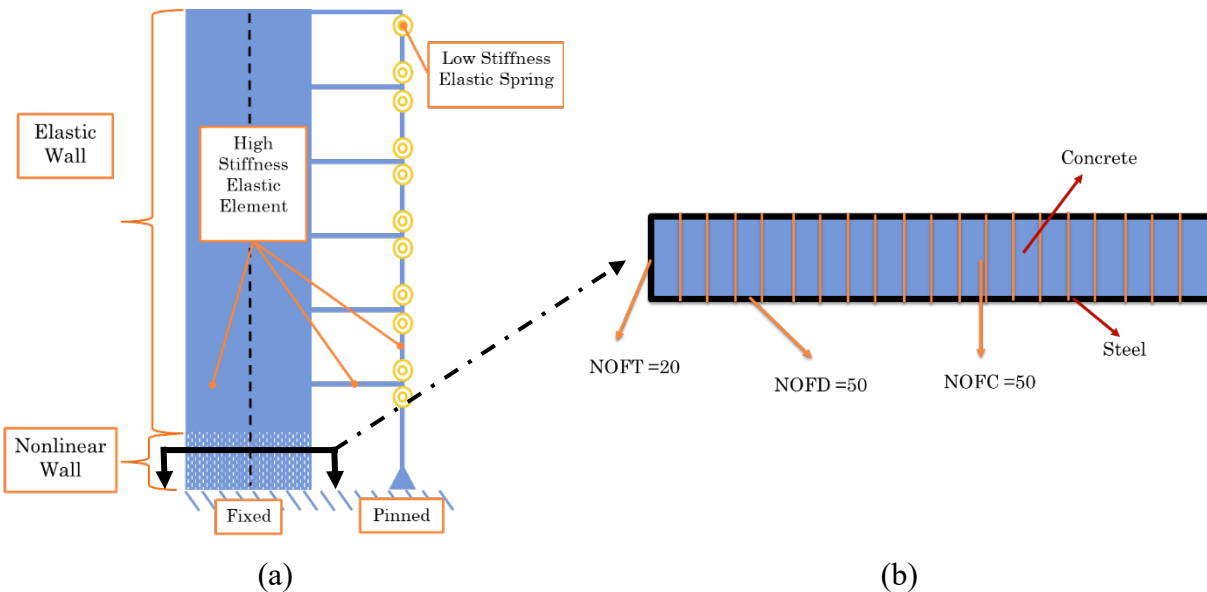 Low Stiffness
Elastic Spring
Elastic
Wall
High
Stiffness
Elastic
Element
Nonlinear
Wall
Fixed
Pinned
(a)
Concrete
Steel
NOFT =20
NOFD =50
NOFC =50
(b)